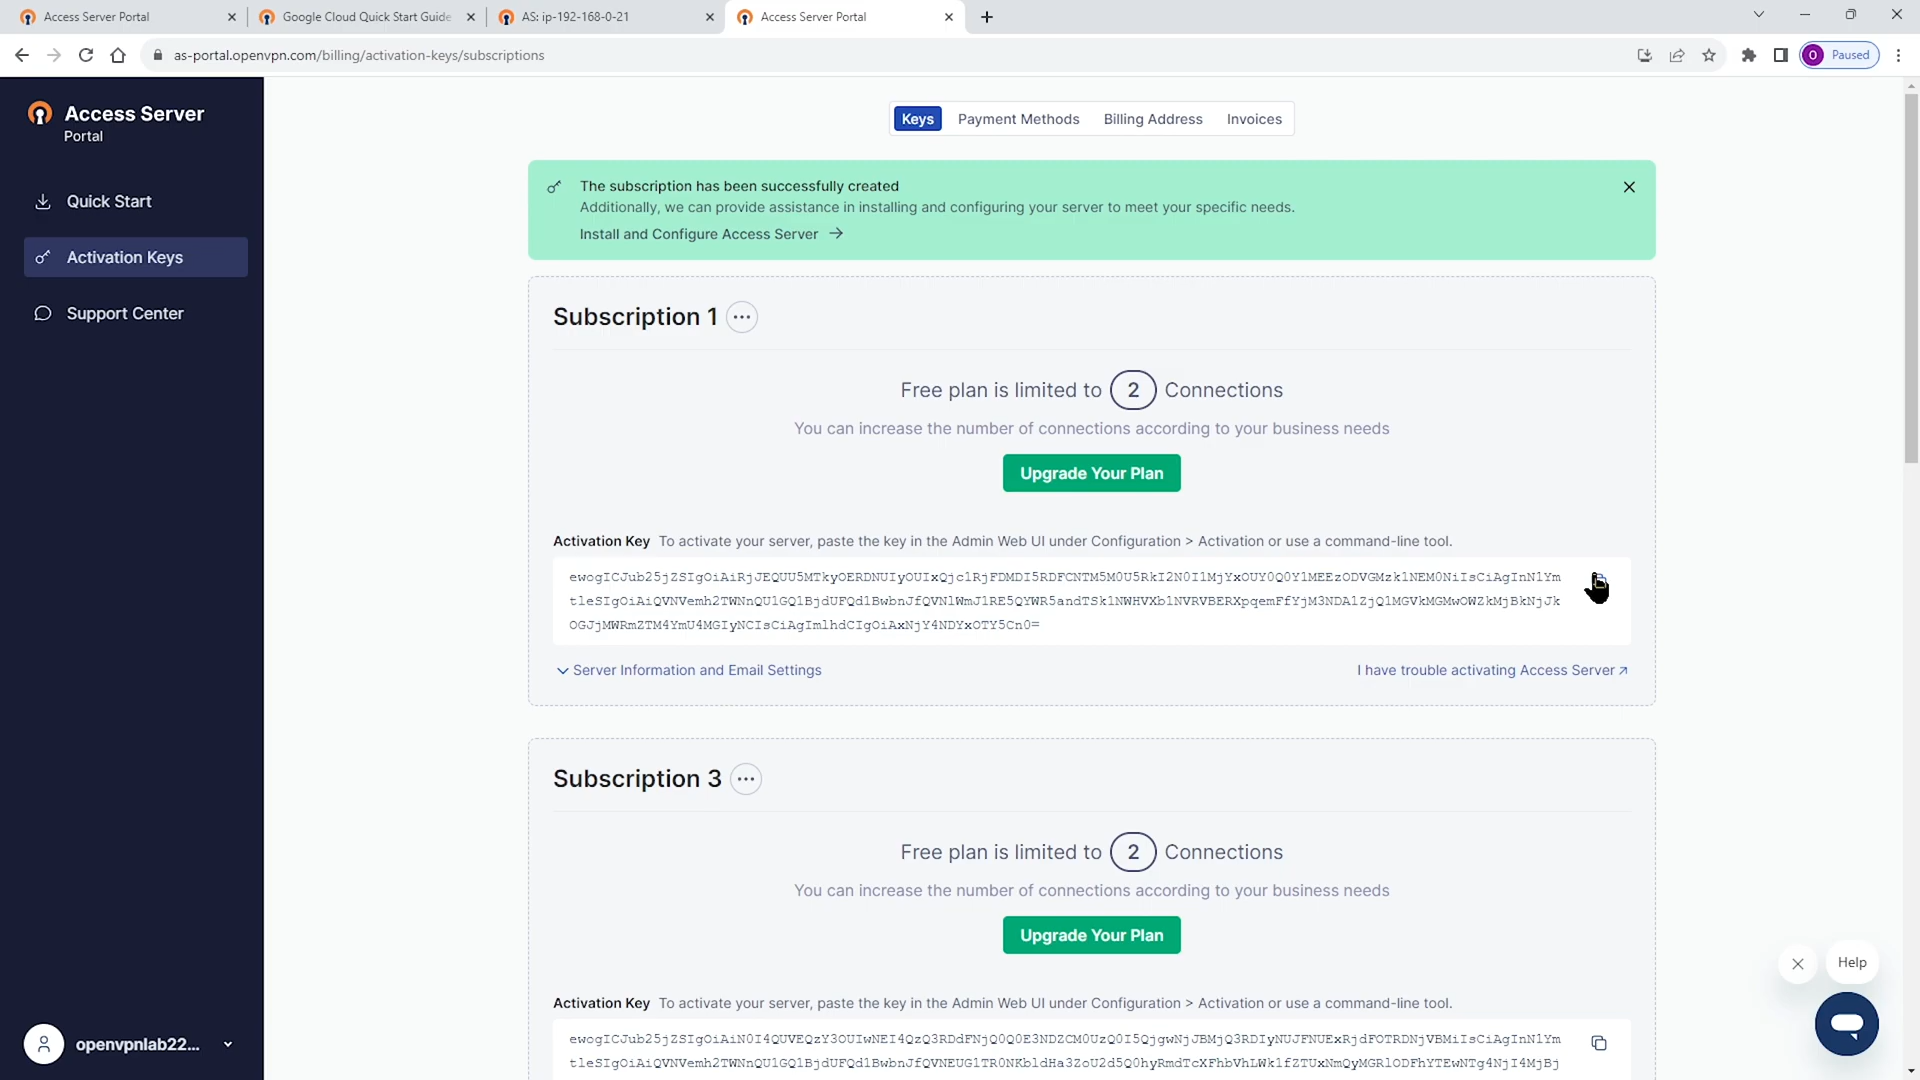 Access Server Portal
Google Cloud Quick Start Guide
AS: ip-192-168-0-21
Access Server Portal
as-portal.openvpn.com/billing/activation-keys/subscriptions
O
Paused
Access Server
Portal
Quick Start
Activation Keys
Support Center
Keys
Payment Methods
Billing Address
Invoices
The subscription has been successfully created
Additionally, we can provide assistance in installing and configuring your server to meet your specific needs.
Install and Configure Access Server →
Subscription 1
Free plan is limited to 2 Connections
You can increase the number of connections according to your business needs
Upgrade Your Plan
Activation Key To activate your server, paste the key in the Admin Web UI under Configuration > Activation or use a command-line tool.
Server Information and Email Settings
I have trouble activating Access Server
Subscription 3
Free plan is limited to 2 Connections
You can increase the number of connections according to your business needs
Upgrade Your Plan
Activation Key To activate your server, paste the key in the Admin Web UI under Configuration > Activation or use a command-line tool.
Help
openvpnlab22...